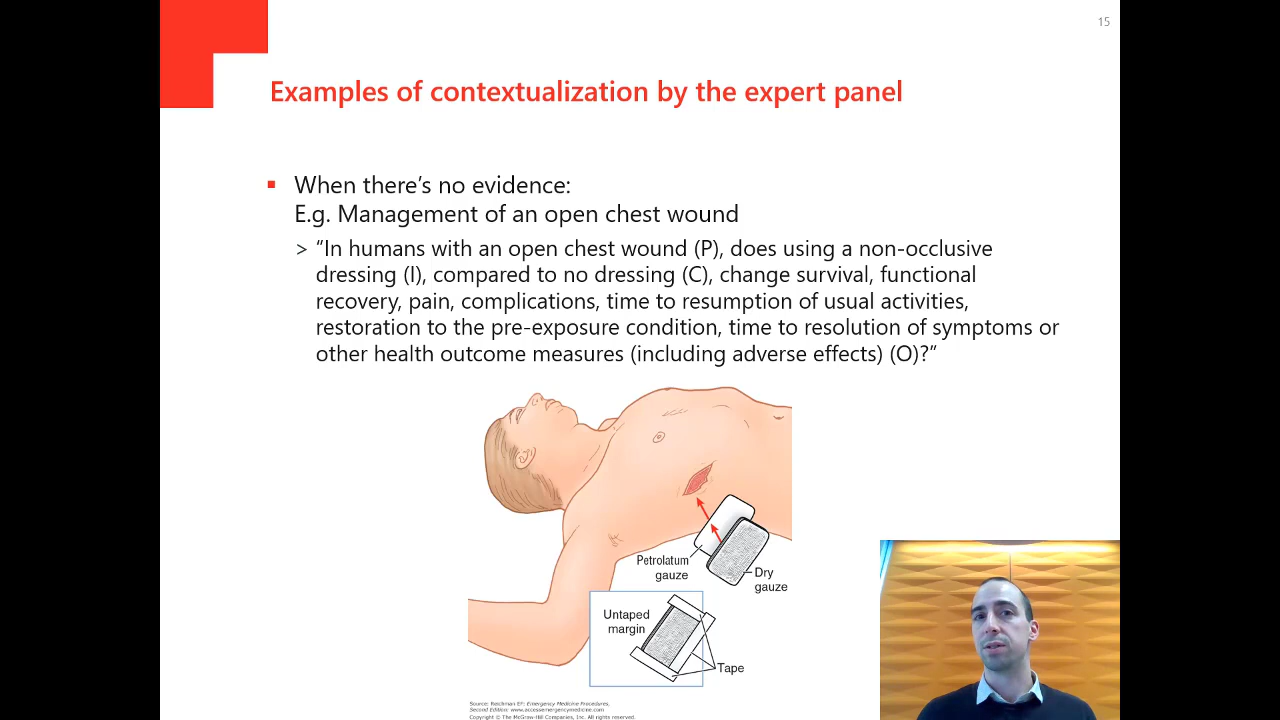 15
Examples of contextualization by the expert panel
When there’s no evidence:
E.g. Management of an open chest wound
> “In humans with an open chest wound (P), does using a non-occlusive
dressing (I), compared to no dressing (C), change survival, functional
recovery, pain, complications, time to resumption of usual activities,
restoration to the pre-exposure condition, time to resolution of symptoms or
other health outcome measures (including adverse effects) (O)?”
Petrolatum
gauze
Dry
gauze
Untaped
margin
Tape
Source: Reichman EF: Emergency Medicine Procedures,
Second Edition: www.accessemergencymedicine.com
Copyright © The McGraw-Hill Companies, Inc. All rights reserved.